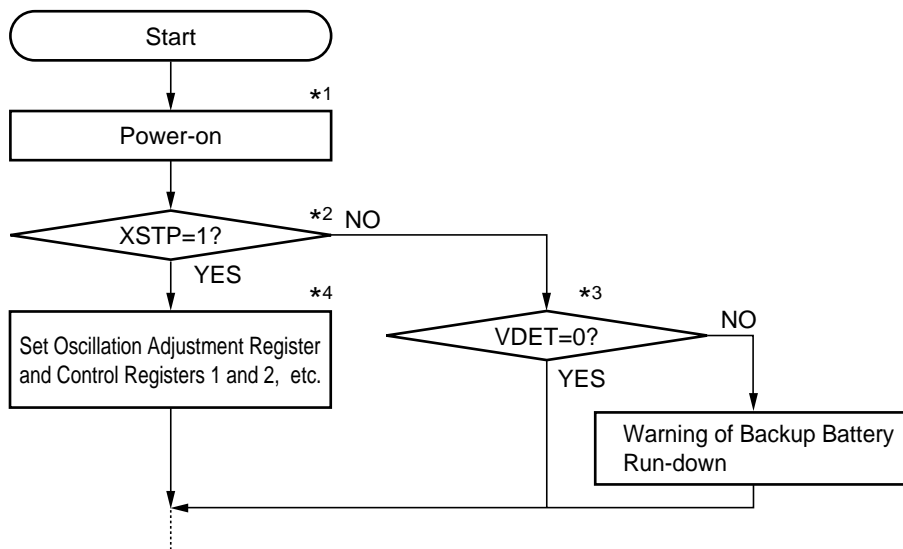 Start
*1
Power-on
*2
NO
XSTP=1?
YES
*4
*3
NO
Set Oscillation Adjustment Register
and Control Registers 1 and 2, etc.
VDET=0?
YES
Warning of Backup Battery
Run-down